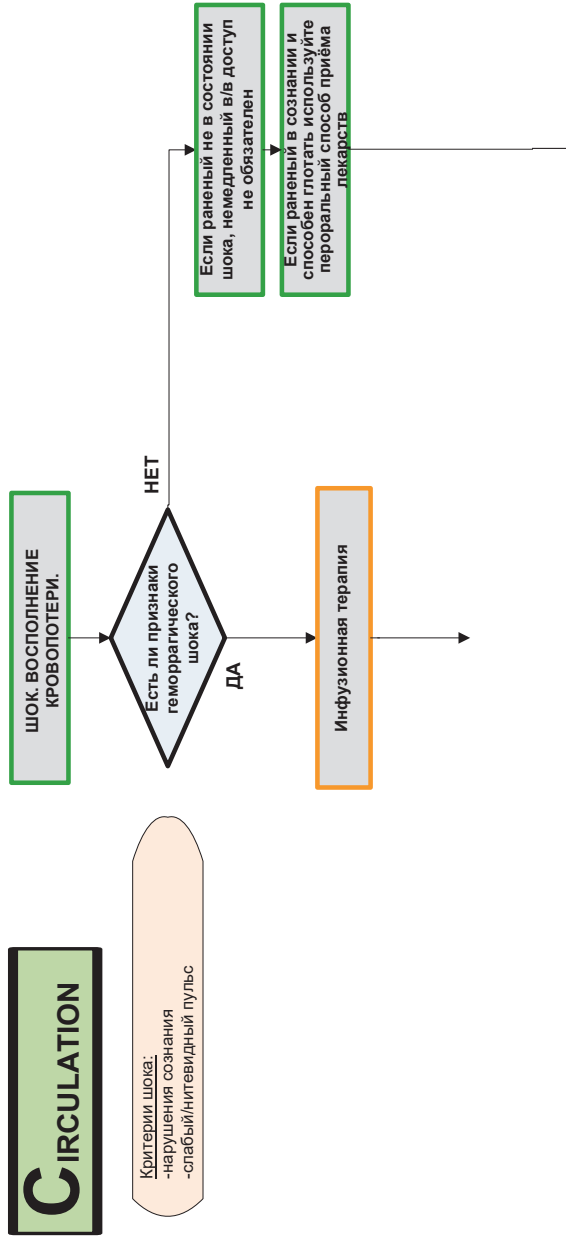 CIRCULATION
Критерии шока:
-нарушения сознания
-слабый/нитевидный пульс
ШОК. ВОСПОЛНЕНИЕ
КРОВОПОТЕРИ.
Есть ли признаки
геморрагического
шока?
НЕТ
ДА
Инфузионная терапия
Если раненый не в состоянии
шока, немедленный в/в доступ
не обязателен
Если раненый в сознании и
способен глотать используйте
пероральный способ приёма
лекарств